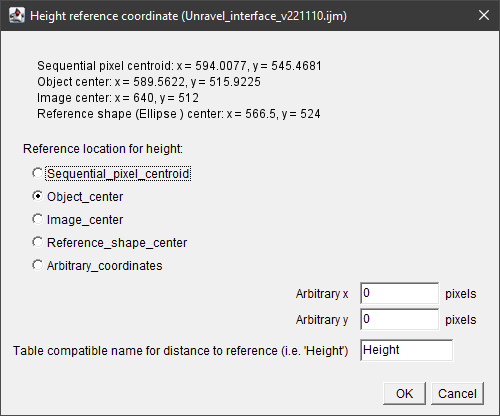 Height reference coordinate (Unravel_interface_v221110.ijm)
Sequential pixel centroid: x = 594.0077, y = 545.4681
Object center: x = 589.5622, y = 515.9225
Image center: x = 640, y = 512
Reference shape (Ellipse ) center: x = 566.5, y = 524
Reference location for height:
Sequential_pixel_centroid
Object_center
Image_center
Reference_shape_center
Arbitrary_coordinates
Arbitrary x 0 pixels
Arbitrary y 0 pixels
Table compatible name for distance to reference (i.e. 'Height') Height
OK Cancel